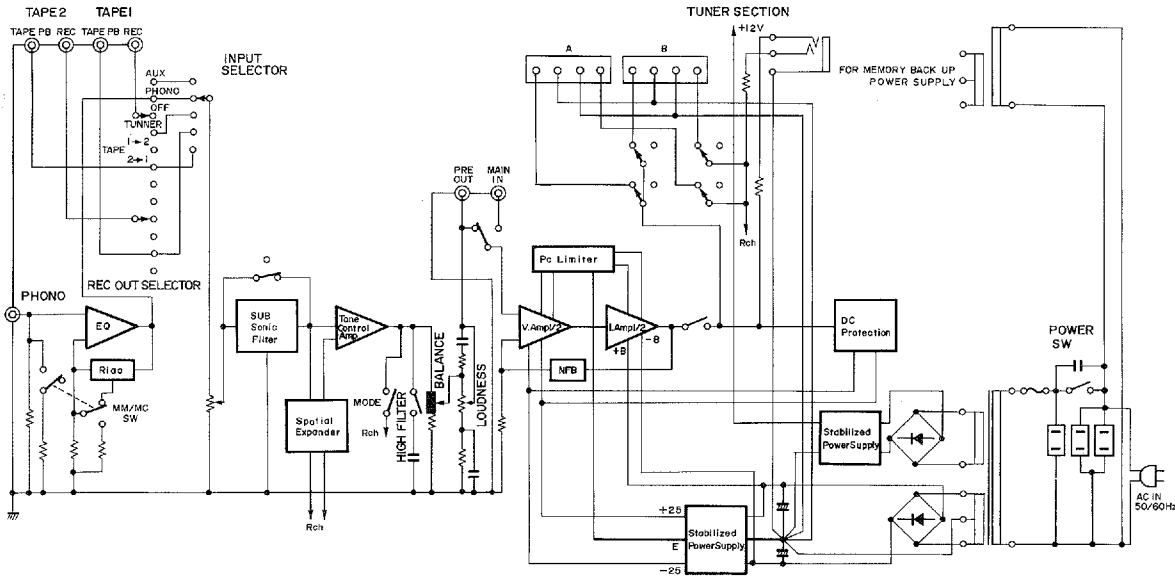 TAPE 2 TAPE1
TAPE PB REC TAPE PB REC
INPUT
SELECTOR
AUX
PHONO
OFF
TUNNER
1→2
TAPE
2→1
REC OUT SELECTOR
PHONO
EQ
Riaa
MM/MC
SW
SUB
Sonic
Filter
Spatial
Expander
Rch
Tone
Control
Amp
MODE
Rch
HIGH FILTER
BALANCE
LOUDNESS
PRE
OUT
MAIN
IN
TUNER SECTION
+12V
A
B
Rch
Pc Limiter
V.Ampl/2
I.Ampl/2
+B
-B
NFB
DC
Protection
Stabilized
PowerSupply
+25
E
-25
Stabilized
PowerSupply
FOR MEMORY BACK UP
POWER SUPPLY
POWER
SW
AC IN
50/60Hz